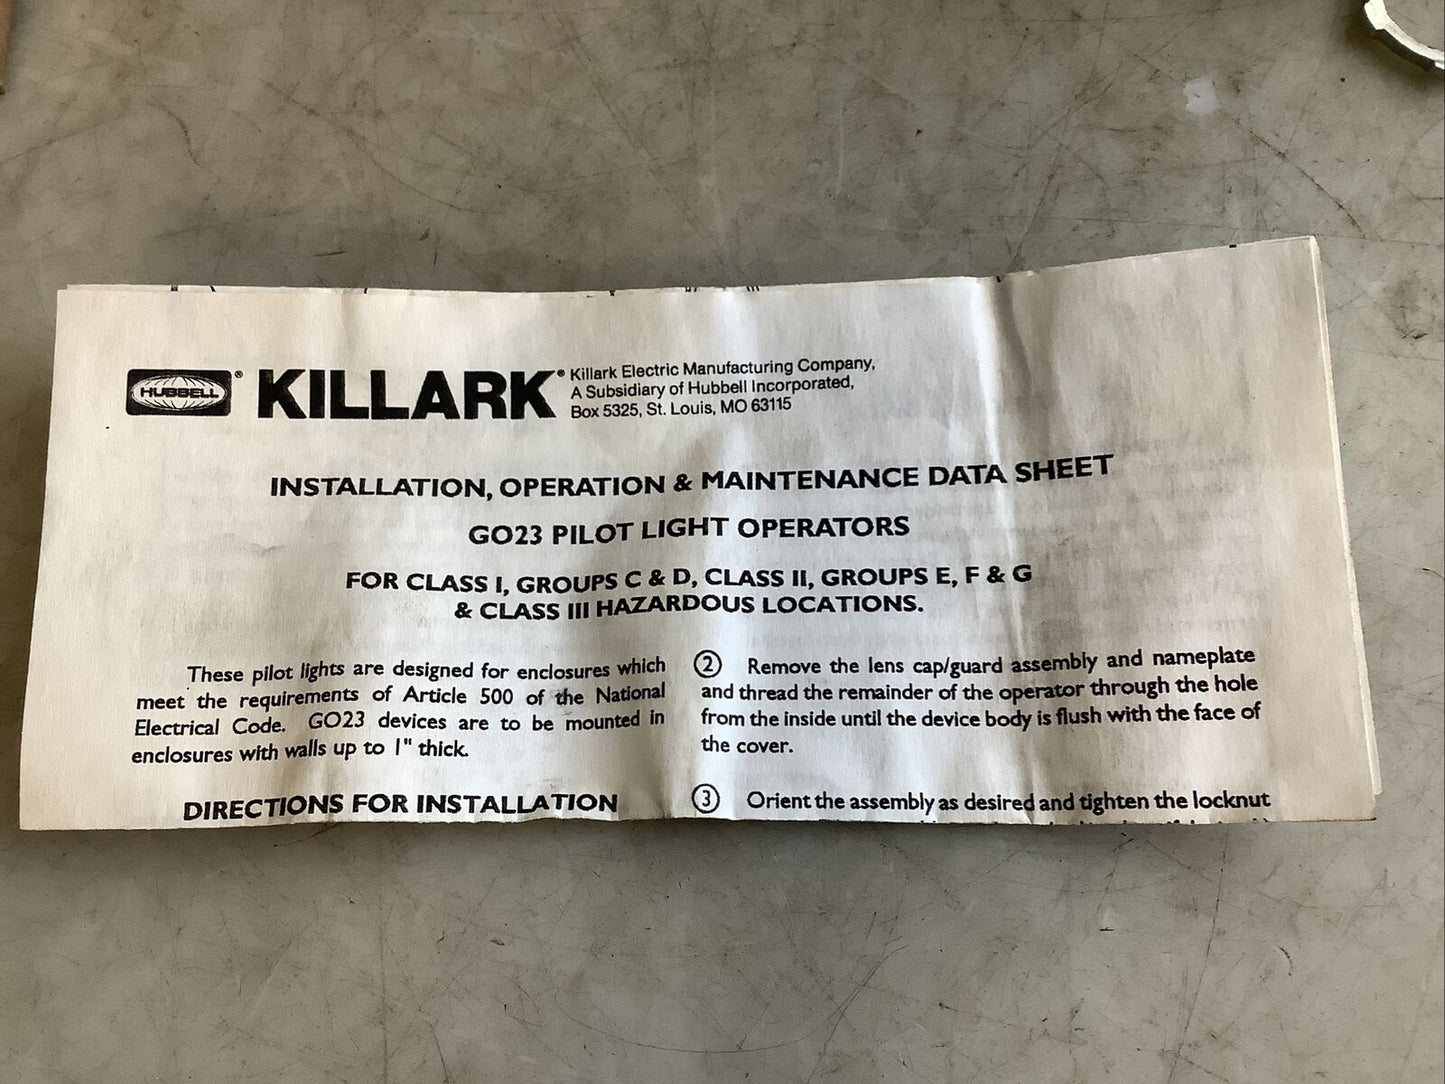 HUBBELL® KILLARK® Killark Electric Manufacturing Company,
A Subsidiary of Hubbell Incorporated,
Box 5325, St. Louis, MO 63115
INSTALLATION, OPERATION & MAINTENANCE DATA SHEET
GO23 PILOT LIGHT OPERATORS
FOR CLASS I, GROUPS C & D, CLASS II, GROUPS E, F & G
& CLASS III HAZARDOUS LOCATIONS.
These pilot lights are designed for enclosures which
meet the requirements of Article 500 of the National
Electrical Code. GO23 devices are to be mounted in
enclosures with walls up to 1" thick.
DIRECTIONS FOR INSTALLATION
② Remove the lens cap/guard assembly and nameplate
and thread the remainder of the operator through the hole
from the inside until the device body is flush with the face of
the cover.
③ Orient the assembly as desired and tighten the locknut